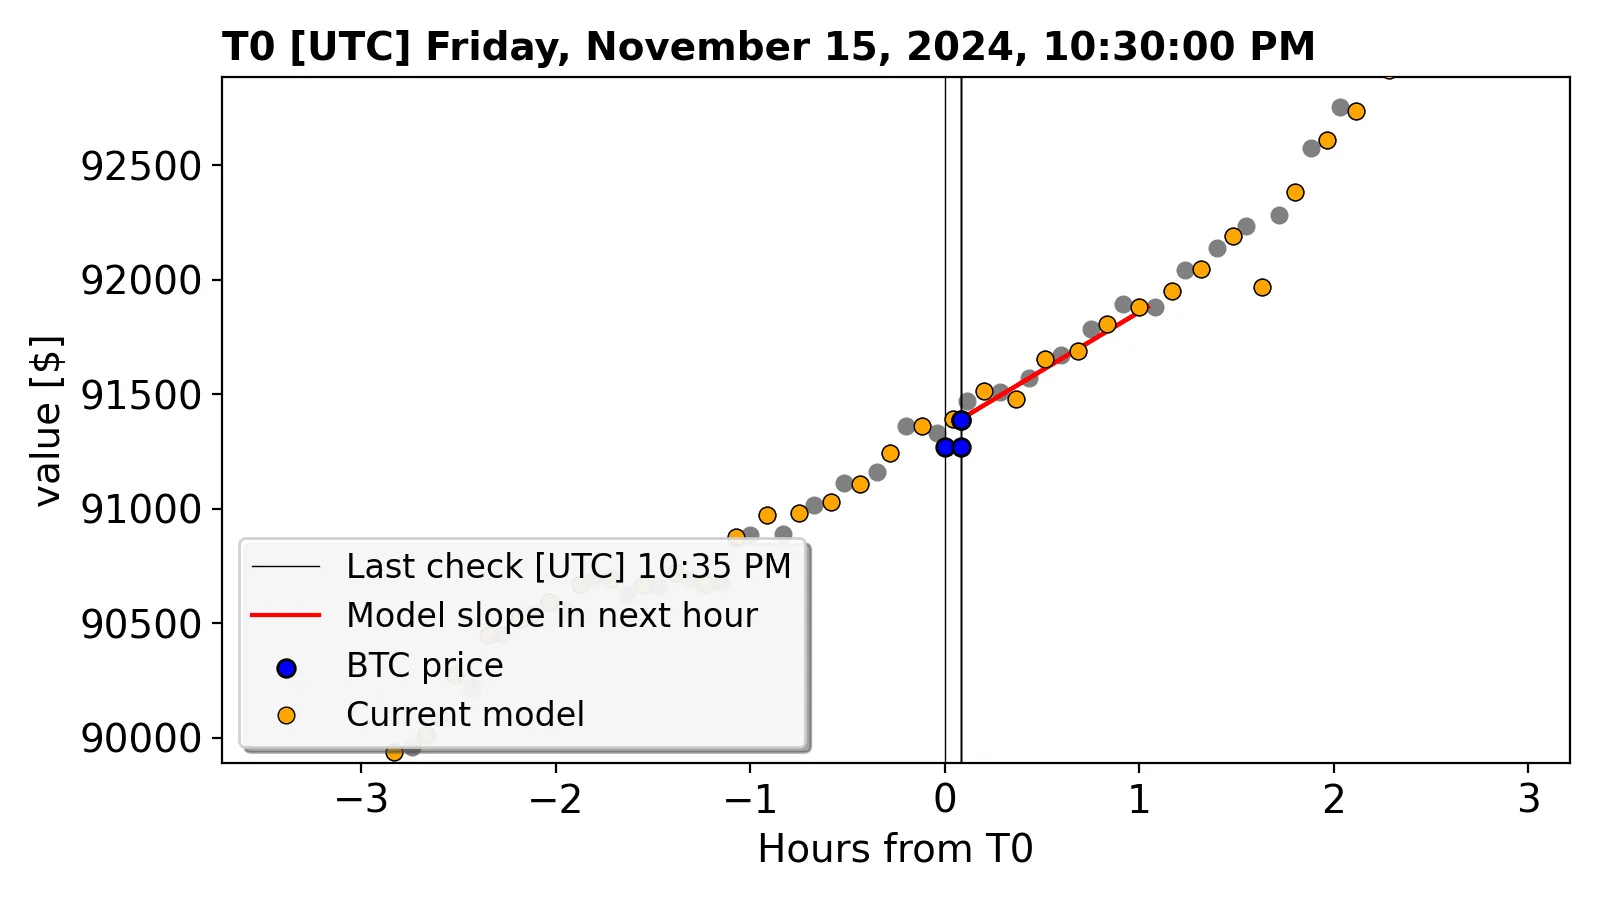 T0 [UTC] Friday, November 15, 2024, 10:30:00 PM
value [$]
92500
92000
91500
91000
90500
90000
Last check [UTC] 10:35 PM
Model slope in next hour
BTC price
Current model
−3 −2 −1 0 1 2 3
Hours from T0